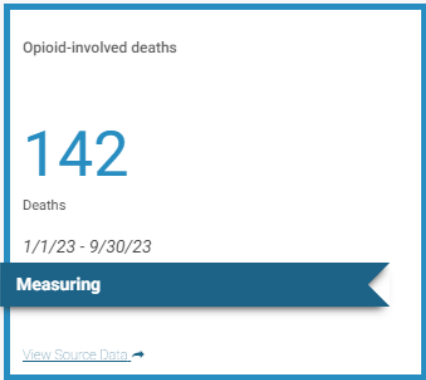 Opioid-involved deaths
142
Deaths
1/1/23 - 9/30/23
Measuring
View Source Data